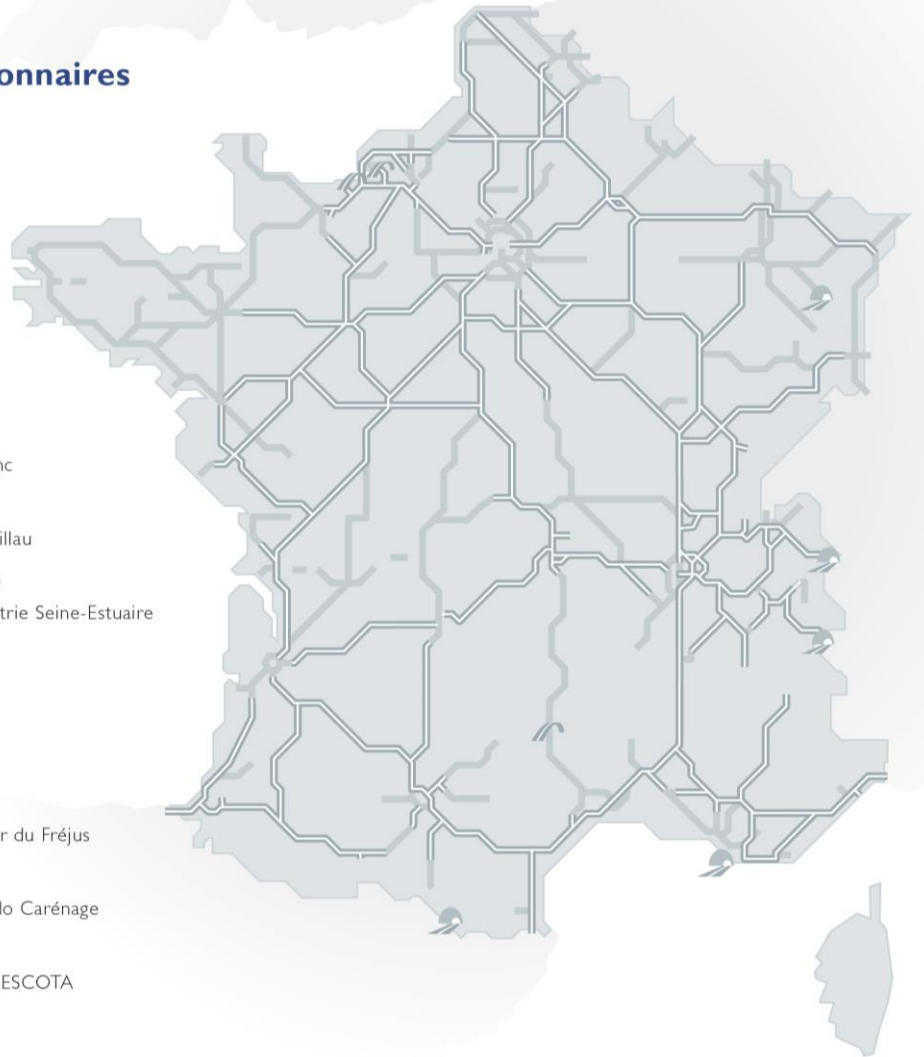 onnaires
nc
illau
trie Seine-Estuaire
r du Fréjus
lo Carénage
ESCOTA